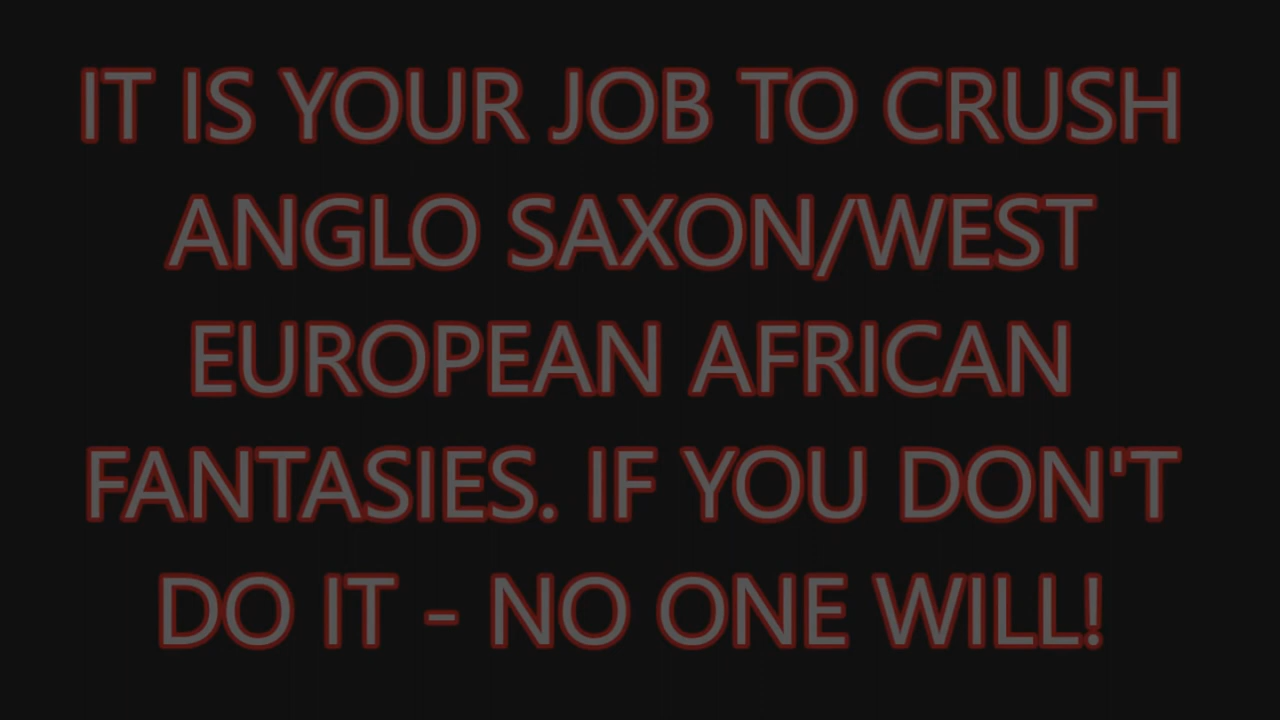 IT IS YOUR JOB TO CRUSH
ANGLO SAXON/WEST
EUROPEAN AFRICAN
FANTASIES. IF YOU DON'T
DO IT - NO ONE WILL!